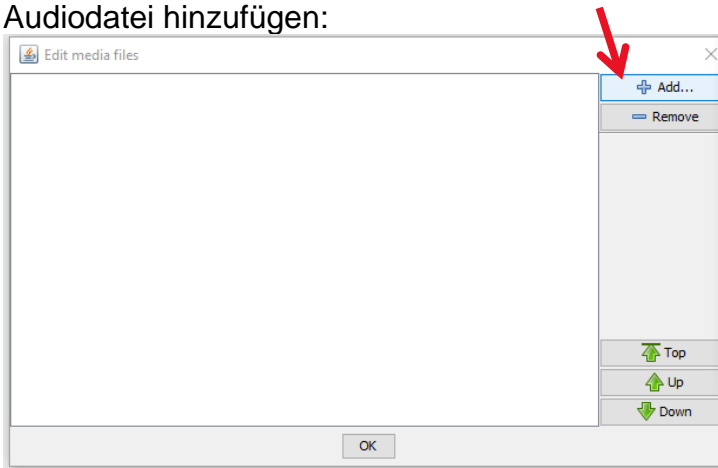 Audiodatei hinzufügen:
Edit media files
Add...
Remove
Top
Up
Down
OK